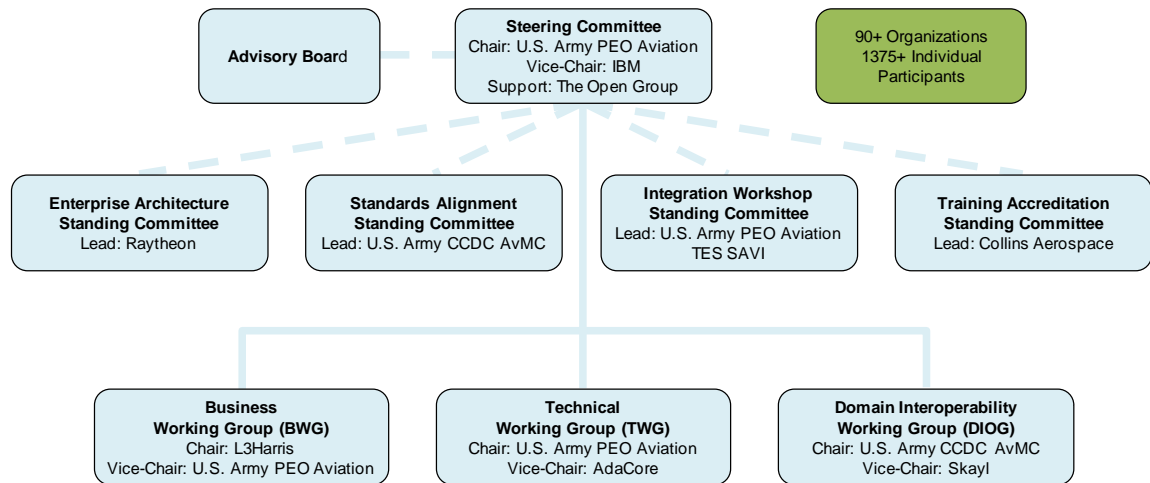 Advisory Board
Steering Committee
Chair: U.S. Army PEO Aviation
Vice-Chair: IBM
Support: The Open Group
90+ Organizations
1375+ Individual
Participants
Enterprise Architecture
Standing Committee
Lead: Raytheon
Standards Alignment
Standing Committee
Lead: U.S. Army CCDC AvMC
Integration Workshop
Standing Committee
Lead: U.S. Army PEO Aviation
TES SAVI
Training Accreditation
Standing Committee
Lead: Collins Aerospace
Business
Working Group (BWG)
Chair: L3Harris
Vice-Chair: U.S. Army PEO Aviation
Technical
Working Group (TWG)
Chair: U.S. Army PEO Aviation
Vice-Chair: AdaCore
Domain Interoperability
Working Group (DIOG)
Chair: U.S. Army CCDC AvMC
Vice-Chair: Skayl